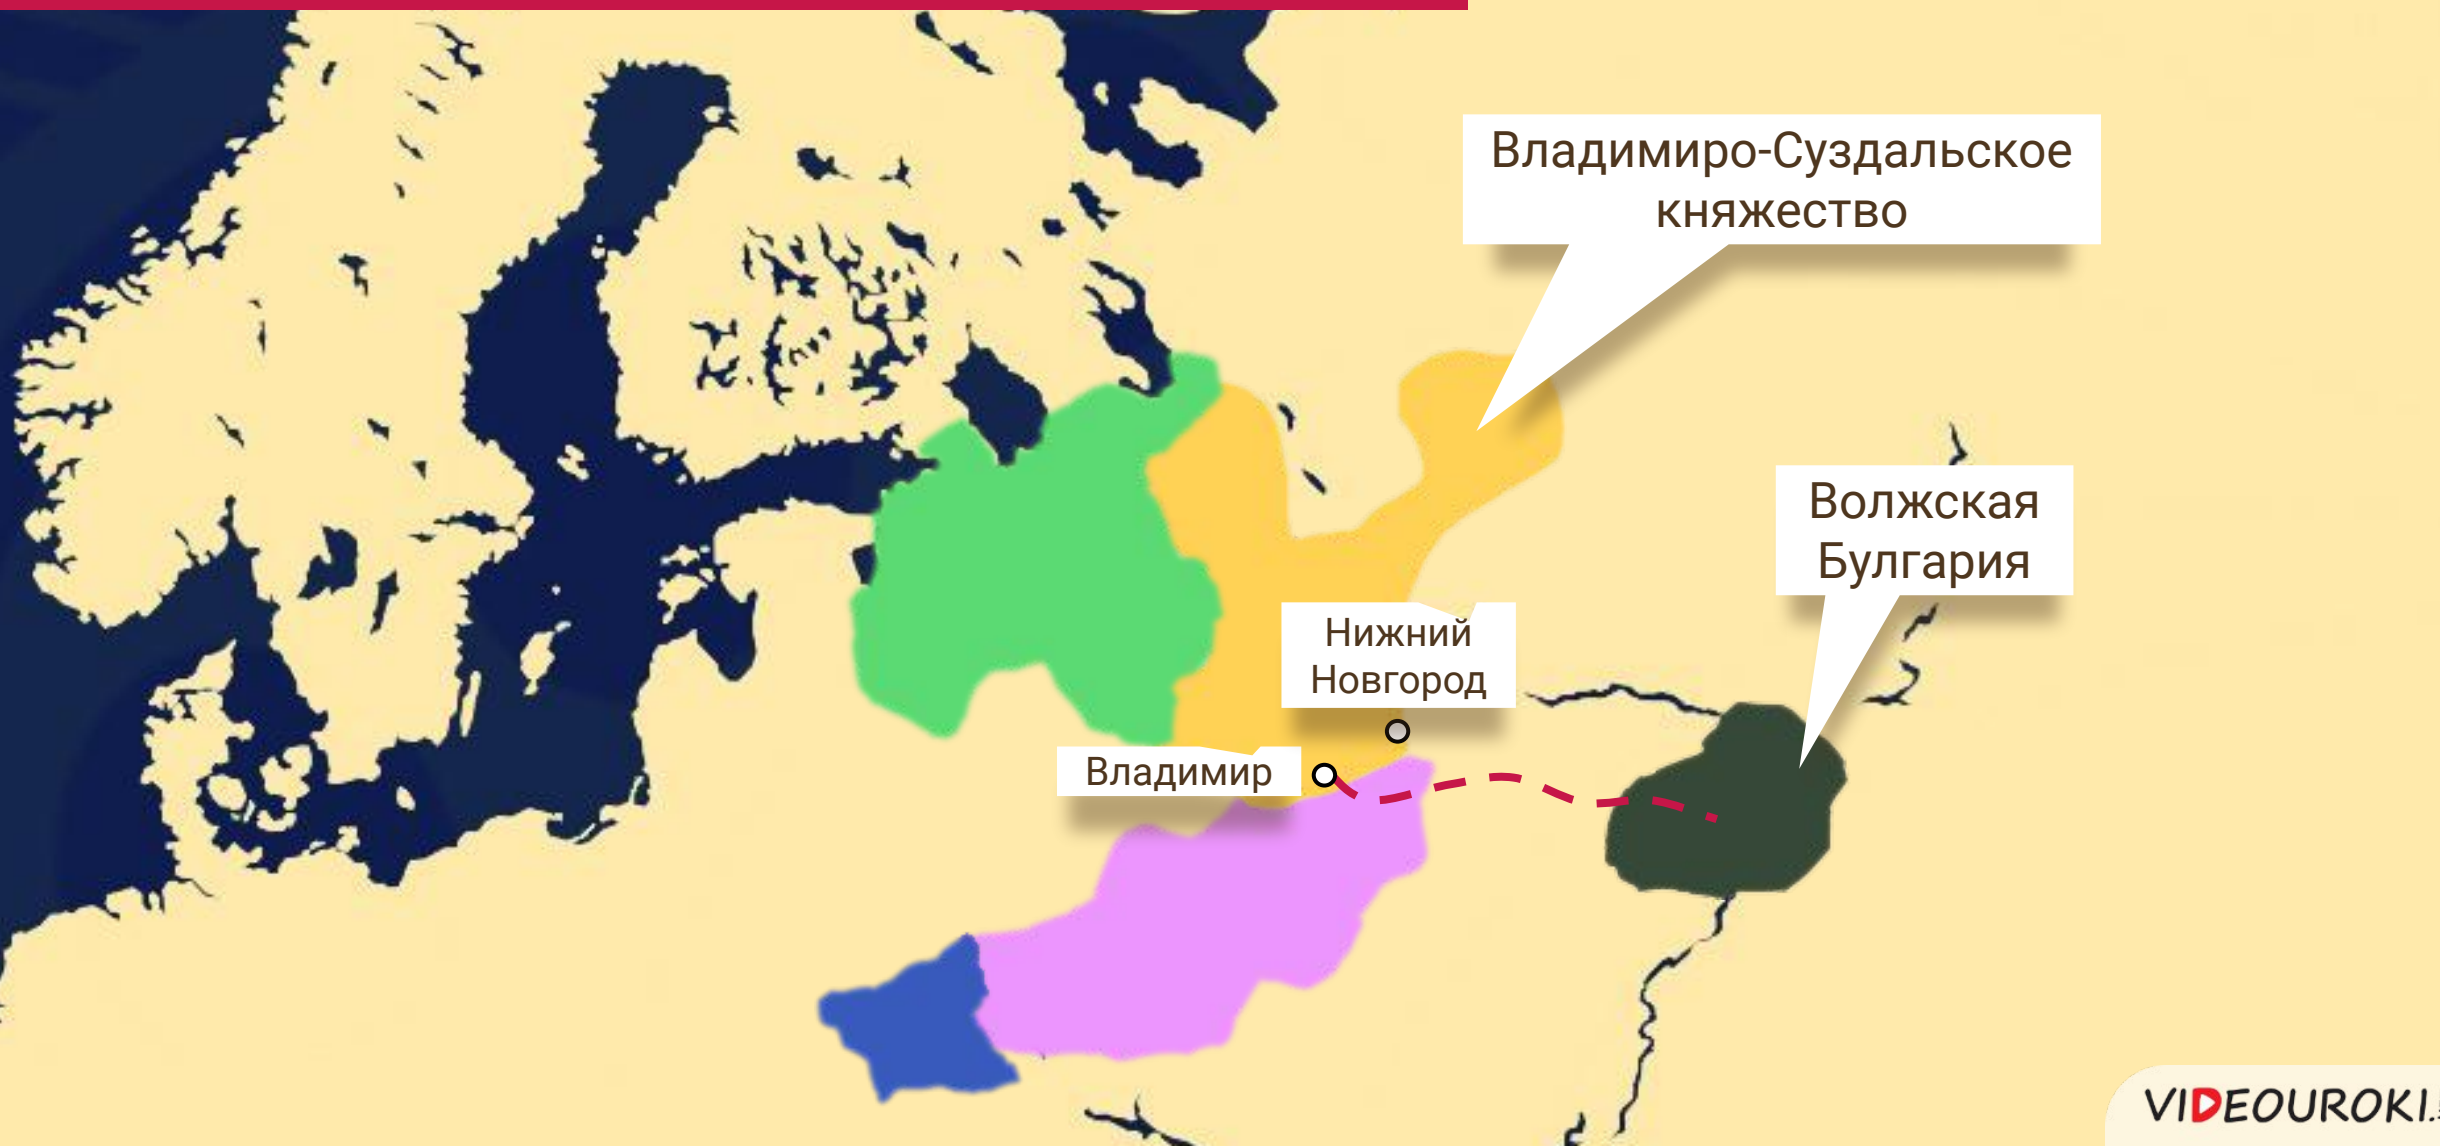 Владимиро-Суздальское
княжество
Волжская
Булгария
Нижний
Новгород
Владимир
VIDEOUROKI.